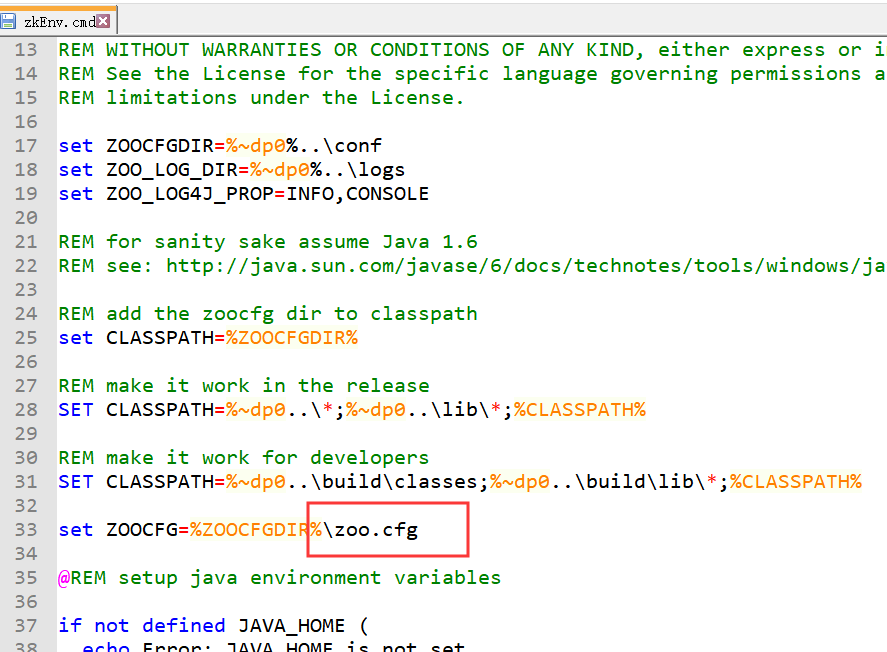 zkEnv.cmd
13 REM WITHOUT WARRANTIES OR CONDITIONS OF ANY KIND, either express or i
14 REM See the License for the specific language governing permissions a
15 REM limitations under the License.
16
17 set ZOOCFGDIR=%~dp0%..\conf
18 set ZOO_LOG_DIR=%~dp0%..\logs
19 set ZOO_LOG4J_PROP=INFO,CONSOLE
20
21 REM for sanity sake assume Java 1.6
22 REM see: http://java.sun.com/javase/6/docs/technotes/tools/windows/ja
23
24 REM add the zoocfg dir to classpath
25 set CLASSPATH=%ZOOCFGDIR%
26
27 REM make it work in the release
28 SET CLASSPATH=%~dp0..\*;%~dp0..\lib\*;%CLASSPATH%
29
30 REM make it work for developers
31 SET CLASSPATH=%~dp0..\build\classes;%~dp0..\build\lib\*;%CLASSPATH%
32
33 set ZOOCFG=%ZOOCFGDIR%\zoo.cfg
34
35 @REM setup java environment variables
36
37 if not defined JAVA_HOME (
38 echo Error: JAVA_HOME is not set